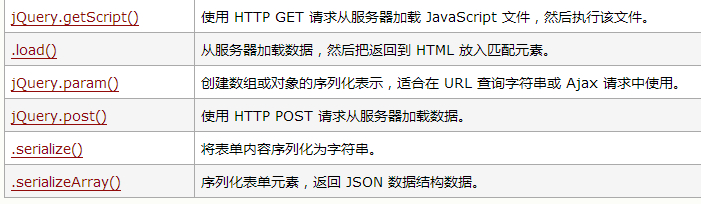 jQuery.getScript() 使用 HTTP GET 请求从服务器加载 JavaScript 文件，然后执行该文件。
.load() 从服务器加载数据，然后把返回到 HTML 放入匹配元素。
jQuery.param() 创建数组或对象的序列化表示，适合在 URL 查询字符串或 Ajax 请求中使用。
jQuery.post() 使用 HTTP POST 请求从服务器加载数据。
.serialize() 将表单内容序列化为字符串。
.serializeArray() 序列化表单元素，返回 JSON 数据结构数据。